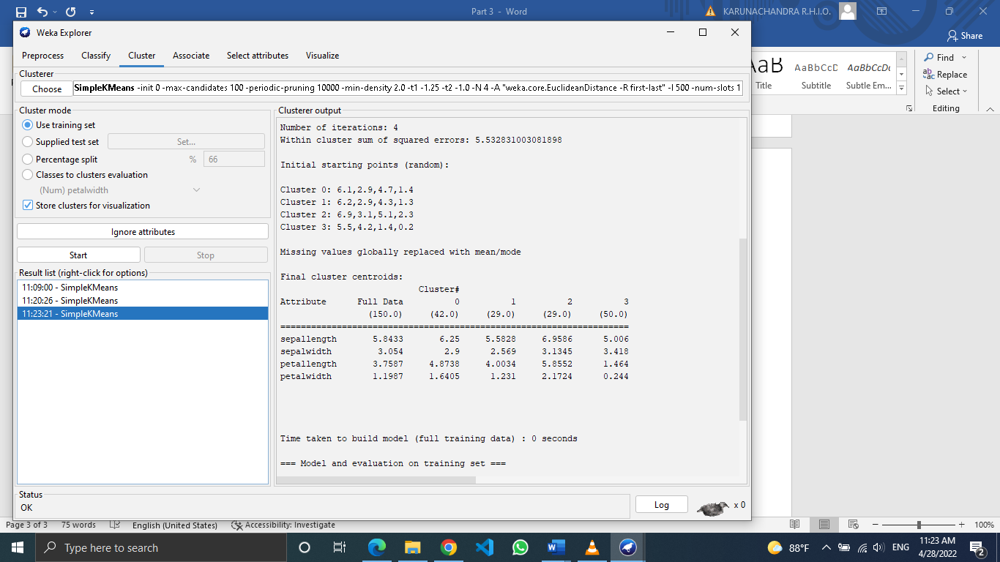 Part 3 - Word
KARUNACHANDRA R.H.I.O.
Share
Weka Explorer
Preprocess Classify Cluster Associate Select attributes Visualize
Clusterer
Choose SimpleKMeans -init 0 -max-candidates 100 -periodic-pruning 10000 -min-density 2.0 -t1 -1.25 -t2 -1.0 -N 4 -A "weka.core.EuclideanDistance -R first-last" -I 500 -num-slots 1
Cluster mode
Use training set
Supplied test set Set...
Percentage split % 66
Classes to clusters evaluation
(Num) petalwidth
Store clusters for visualization
Ignore attributes
Start Stop
Result list (right-click for options)
11:09:00 - SimpleKMeans
11:20:26 - SimpleKMeans
11:23:21 - SimpleKMeans
Clusterer output
Number of iterations: 4
Within cluster sum of squared errors: 5.532831003081898
Initial starting points (random):
Cluster 0: 6.1,2.9,4.7,1.4
Cluster 1: 6.2,2.9,4.3,1.3
Cluster 2: 6.9,3.1,5.1,2.3
Cluster 3: 5.5,4.2,1.4,0.2
Missing values globally replaced with mean/mode
Final cluster centroids:
Cluster#
Attribute Full Data 0 1 2 3
(150.0) (42.0) (29.0) (29.0) (50.0)
======================================================================
sepallength 5.8433 6.25 5.5828 6.9586 5.006
sepalwidth 3.054 2.9 2.569 3.1345 3.418
petallength 3.7587 4.8738 4.0034 5.8552 1.464
petalwidth 1.1987 1.6405 1.231 2.1724 0.244
Time taken to build model (full training data) : 0 seconds
=== Model and evaluation on training set ===
Status
OK
Log x 0
AaB AaBbCcD AaBbCcDc
Title Subtitle Subtle Em...
Find
Replace
Select
Editing
Page 3 of 3 75 words English (United States) Accessibility: Investigate 100%
Type here to search
88°F ENG 11:23 AM
4/28/2022
2